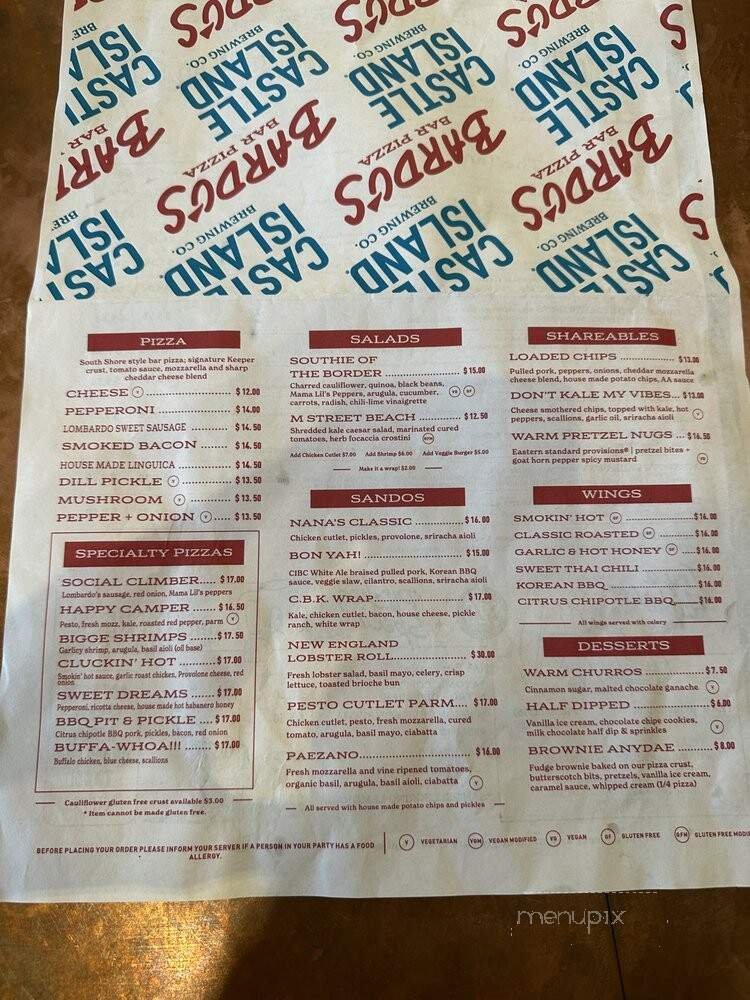 BARDO'S
CASTLE
ISLAND
BREWING CO.
BARDO'S
BAR PIZZA
CASTLE
ISLAND
BREWING CO.
PIZZA
South Shore style bar pizza; signature Keeper
crust, tomato sauce, mozzarella and sharp
cheddar cheese blend
CHEESE (V) $12.00
PEPPERONI $14.00
LOMBARDO SWEET SAUSAGE $14.50
SMOKED BACON $14.50
HOUSE MADE LINGUICA $14.50
DILL PICKLE (V) $13.50
MUSHROOM (V) $13.50
PEPPER + ONION (V) $13.50
SPECIALTY PIZZAS
SOCIAL CLIMBER..... $17.00
Lombardo's sausage, red onion, Mama Lil's peppers
HAPPY CAMPER ...... $16.50
Pesto, fresh mozz, kale, roasted red pepper, parm (V)
BIGGE SHRIMPS ......$17.50
Garlicy shrimp, arugula, basil aioli (oil base)
CLUCKIN' HOT ........$17.00
Smokin' hot sauce, garlic roast chicken, Provolone cheese, red
onion
SWEET DREAMS ..... $17.00
Pepperoni, ricotta cheese, house made hot habanero honey
BBQ PIT & PICKLE .... $17.00
Citrus chipotle BBQ pork, pickles, bacon, red onion
BUFFA-WHOA!!! ....... $17.00
Buffalo chicken, blue cheese, scallions
Cauliflower gluten free crust available $3.00
* Item cannot be made gluten free.
SALADS
SOUTHIE OF
THE BORDER $15.00
Charred cauliflower, quinoa, black beans,
Mama Lil's Peppers, arugula, cucumber, (VG) (GF)
carrots, radish, chili-lime vinaigrette
M STREET BEACH $12.50
Shredded kale caesar salad, marinated cured
tomatoes, herb focaccia crostini (GFM)
Add Chicken Cutlet $7.00 Add Shrimp $6.00 Add Veggie Burger $5.00
Make it a wrap! $2.00
SANDOS
NANA'S CLASSIC $16.00
Chicken cutlet, pickles, provolone, sriracha aioli
BON YAH! $15.00
CIBC White Ale braised pulled pork, Korean BBQ
sauce, veggie slaw, cilantro, scallions, sriracha aioli
C.B.K. WRAP $17.00
Kale, chicken cutlet, bacon, house cheese, pickle
ranch, white wrap
NEW ENGLAND
LOBSTER ROLL $30.00
Fresh lobster salad, basil mayo, celery, crisp
lettuce, toasted brioche bun
PESTO CUTLET PARM.... $17.00
Chicken cutlet, pesto, fresh mozzarella, cured
tomato, arugula, basil mayo, ciabatta
PAEZANO $16.00
Fresh mozzarella and vine ripened tomatoes,
organic basil, arugula, basil aioli, ciabatta (V)
All served with house made potato chips and pickles
SHAREABLES
LOADED CHIPS $13.00
Pulled pork, peppers, onions, cheddar mozzarella
cheese blend, house made potato chips, AA sauce
DON'T KALE MY VIBES... $13.00
Cheese smothered chips, topped with kale, hot
peppers, scallions, garlic oil, sriracha aioli (V)
WARM PRETZEL NUGS ... $16.50
Eastern standard provisions® | pretzel bites +
goat horn pepper spicy mustard (VG)
WINGS
SMOKIN' HOT (GF) $16.00
CLASSIC ROASTED (GF) $16.00
GARLIC & HOT HONEY (GF) $16.00
SWEET THAI CHILI $16.00
KOREAN BBQ $16.00
CITRUS CHIPOTLE BBQ $16.00
All wings served with celery
DESSERTS
WARM CHURROS $7.50
Cinnamon sugar, malted chocolate ganache (V)
HALF DIPPED $6.00
Vanilla ice cream, chocolate chip cookies,
milk chocolate half dip & sprinkles (V)
BROWNIE ANYDAE $8.00
Fudge brownie baked on our pizza crust,
butterscotch bits, pretzels, vanilla ice cream,
caramel sauce, whipped cream (1/4 pizza)
BEFORE PLACING YOUR ORDER PLEASE INFORM YOUR SERVER IF A PERSON IN YOUR PARTY HAS A FOOD
ALLERGY.
(V) VEGETARIAN (VGM) VEGAN MODIFIED (VG) VEGAN (GF) GLUTEN FREE (GFM) GLUTEN FREE MODI
menupix